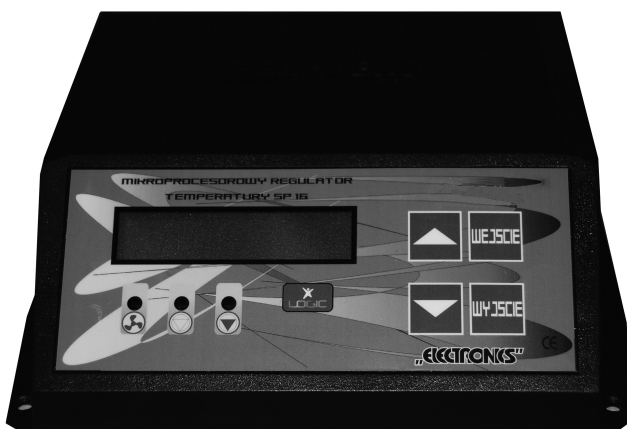 MIKROPROCESOROWY REGULATOR
TEMPERATURY SP 16
WEJSCIE
LOGIC
WYJSCIE
„ELECTRONICS”
CE